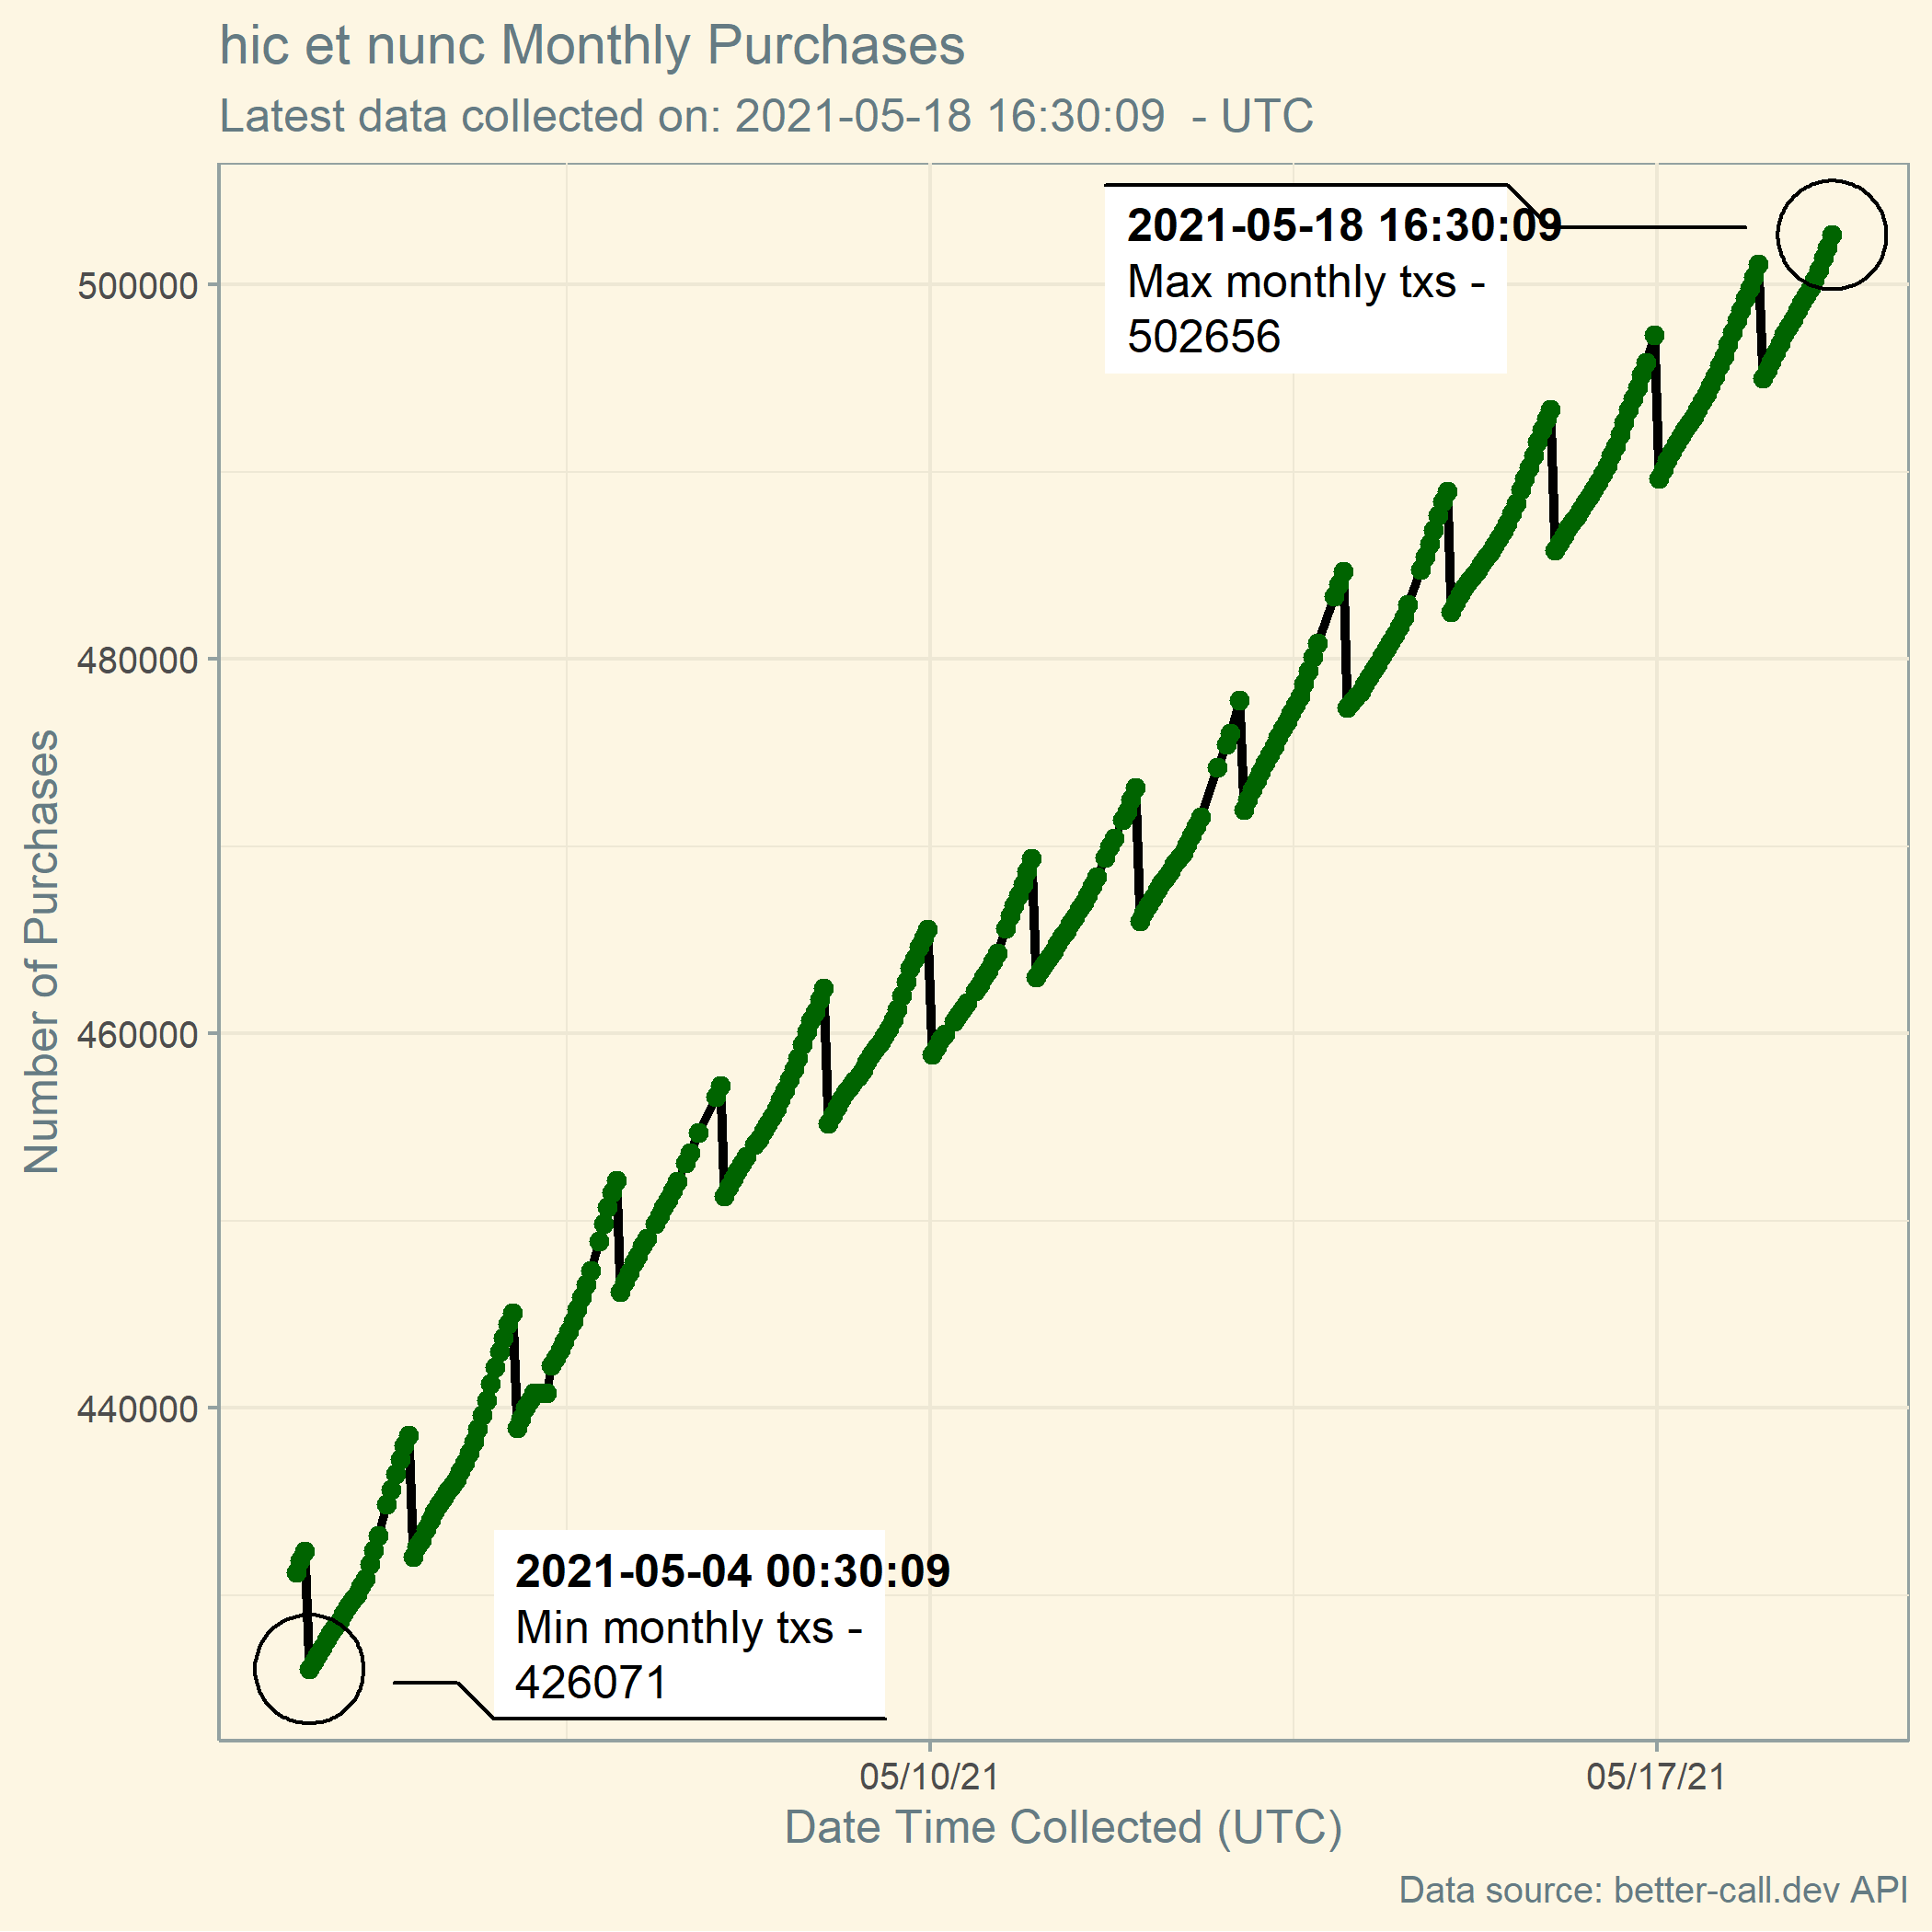 hic et nunc Monthly Purchases
Latest data collected on: 2021-05-18 16:30:09  - UTC
2021-05-18 16:30:09
Max monthly txs -
502656
500000
480000
460000
440000
Number of Purchases
2021-05-04 00:30:09
Min monthly txs -
426071
05/10/21
05/17/21
Date Time Collected (UTC)
Data source: better-call.dev API